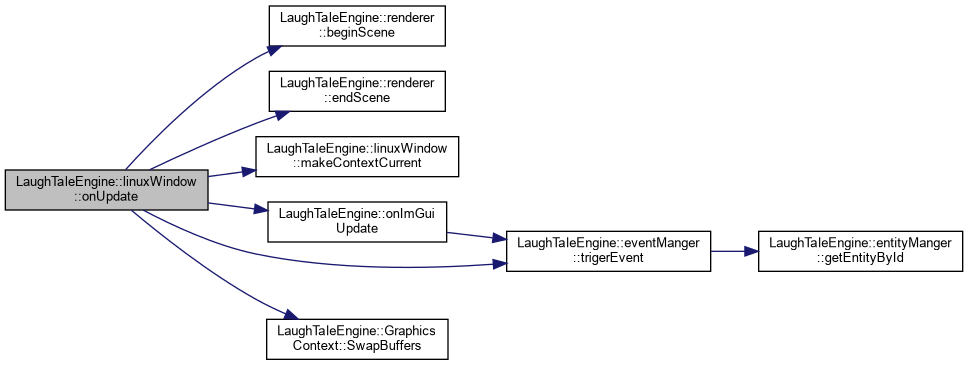 LaughTaleEngine::renderer
::beginScene
LaughTaleEngine::renderer
::endScene
LaughTaleEngine::linuxWindow
::makeContextCurrent
LaughTaleEngine::linuxWindow
::onUpdate
LaughTaleEngine::onImGui
Update
LaughTaleEngine::eventManger
::trigerEvent
LaughTaleEngine::entityManger
::getEntityById
LaughTaleEngine::Graphics
Context::SwapBuffers